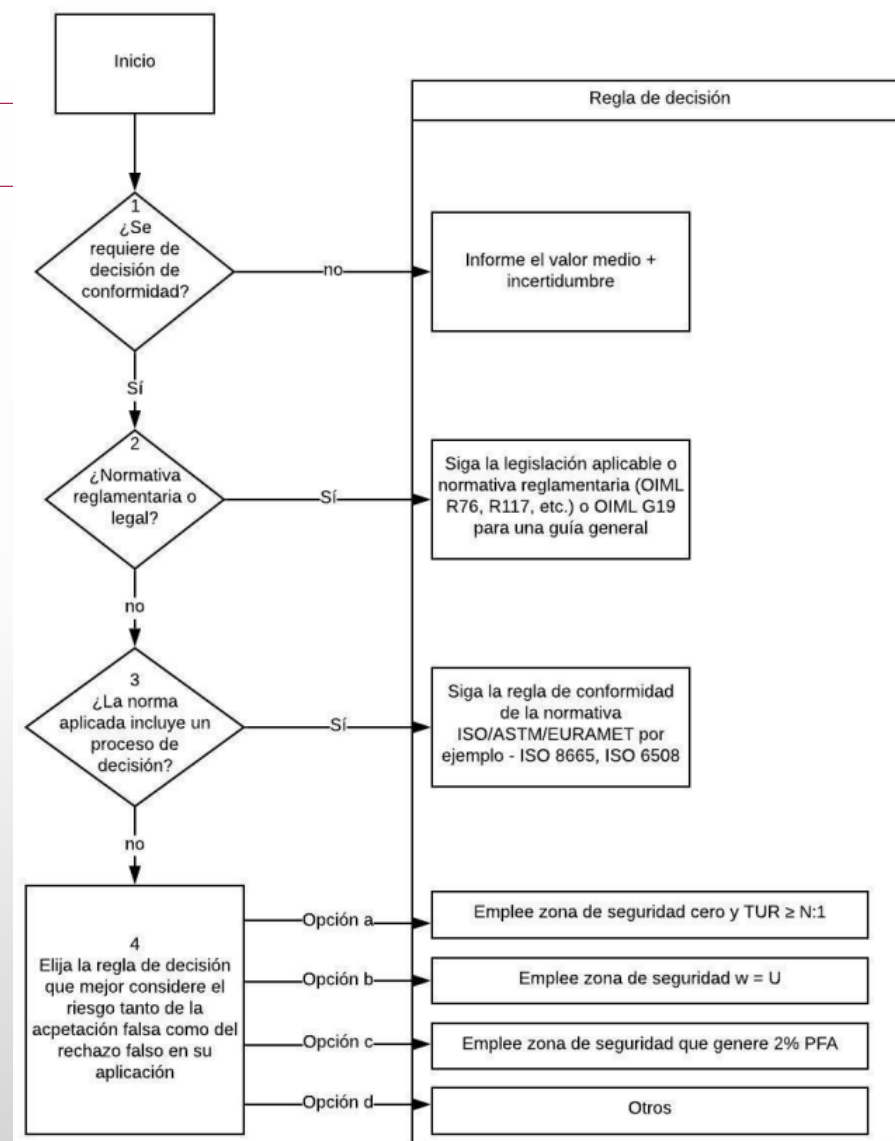 Inicio
Regla de decisión
1
¿Se
requiere de
decisión de
conformidad?
no
Informe el valor medio +
incertidumbre
Sí
2
¿Normativa
reglamentaria o
legal?
Sí
Siga la legislación aplicable o
normativa reglamentaria (OIML
R76, R117, etc.) o OIML G19
para una guía general
no
3
¿La norma
aplicada incluye un
proceso de
decisión?
Sí
Siga la regla de conformidad
de la normativa
ISO/ASTM/EURAMET por
ejemplo - ISO 8665, ISO 6508
no
4
Elija la regla de decisión
que mejor considere el
riesgo tanto de la
acpetación falsa como del
rechazo falso en su
aplicación
Opción a
Emplee zona de seguridad cero y TUR ≥ N:1
Opción b
Emplee zona de seguridad w = U
Opción c
Emplee zona de seguridad que genere 2% PFA
Opción d
Otros